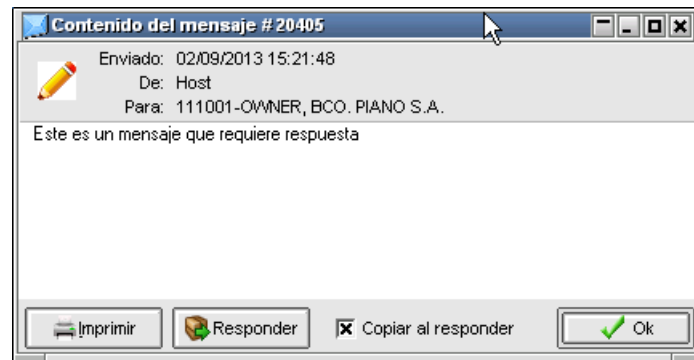 Contenido del mensaje # 20405
Enviado: 02/09/2013 15:21:48
De: Host
Para: 111001-OWNER, BCO. PIANO S.A.
Este es un mensaje que requiere respuesta
Imprimir Responder Copiar al responder Ok